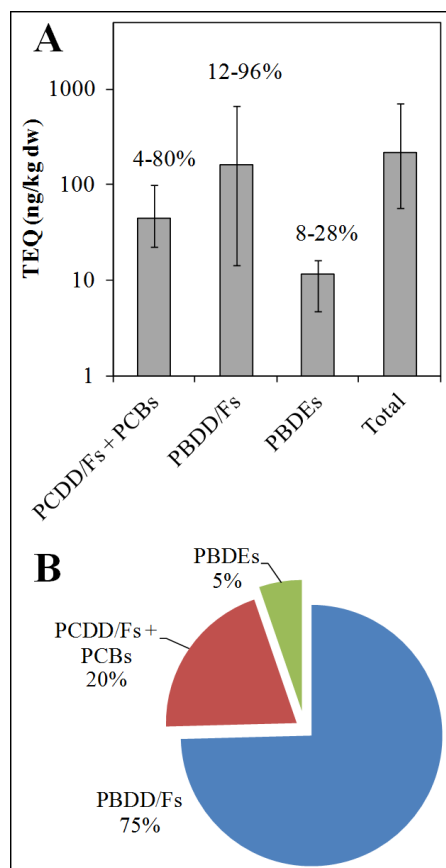 A
TEQ (ng/kg dw)
1000
100
10
1
4-80%
12-96%
8-28%
PCDD/Fs + PCBs
PBDD/Fs
PBDEs
Total
B
PBDEs
5%
PCDD/Fs +
PCBs
20%
PBDD/Fs
75%